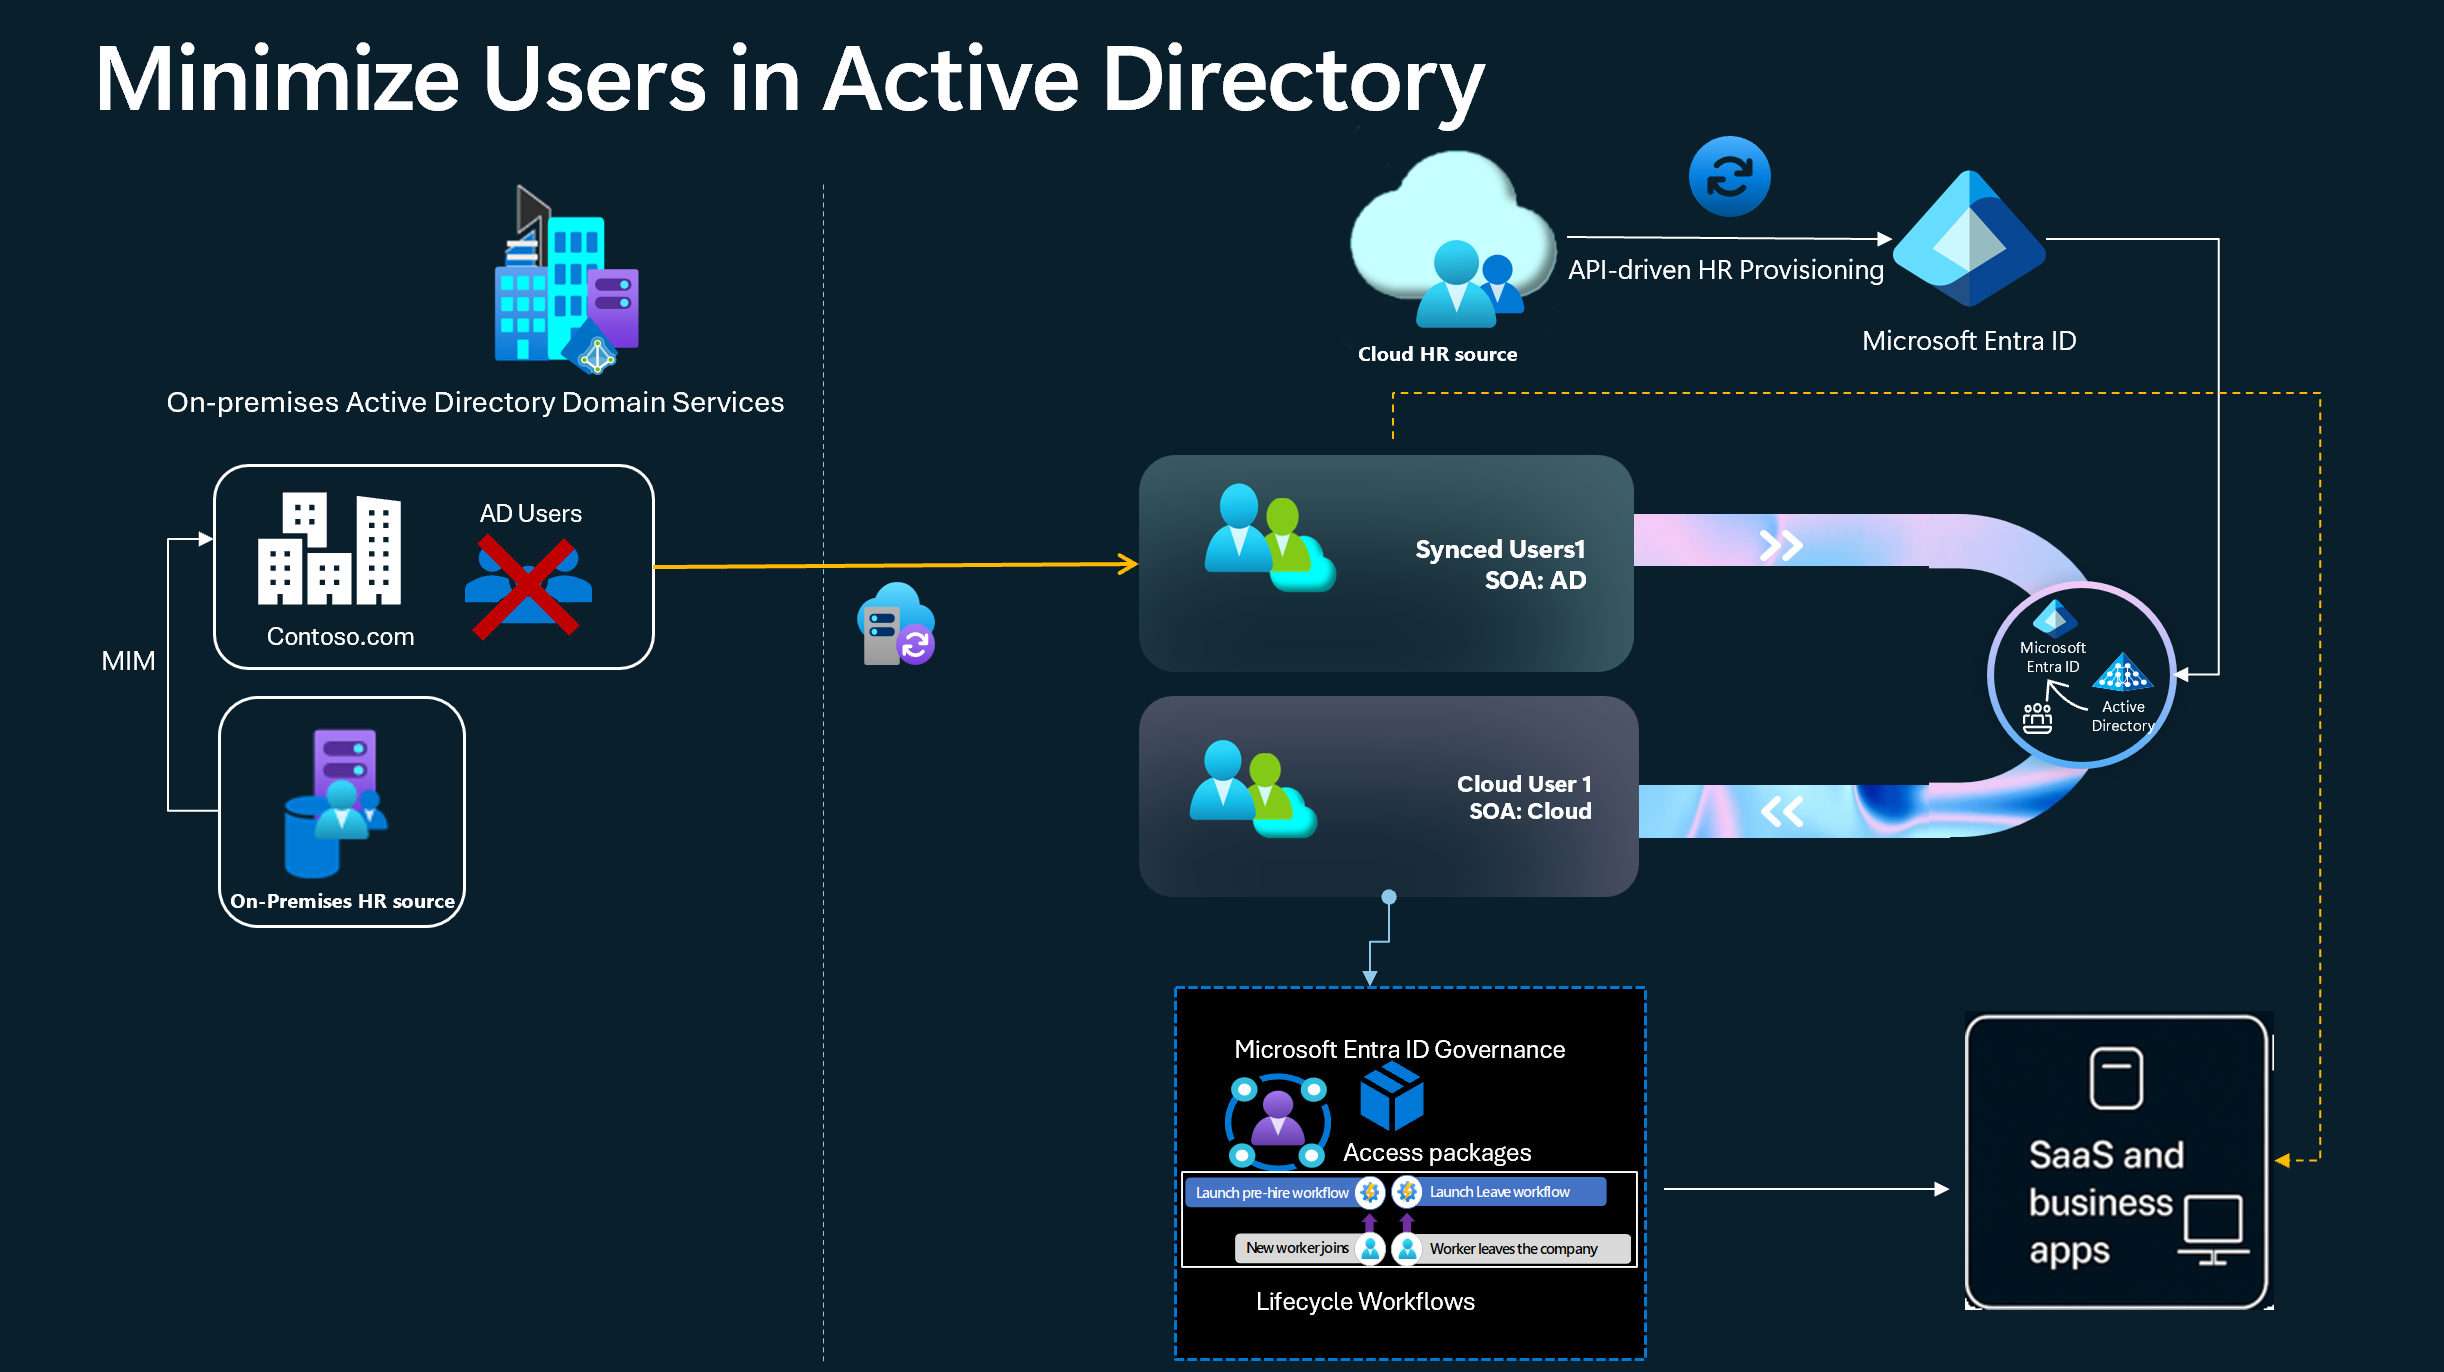 Minimize Users in Active Directory
On-premises Active Directory Domain Services
Cloud HR source
API-driven HR Provisioning
Microsoft Entra ID
MIM
Contoso.com
AD Users
On-Premises HR source
Synced Users1
SOA: AD
Cloud User 1
SOA: Cloud
Microsoft
Entra ID
Active
Directory
Microsoft Entra ID Governance
Access packages
Launch pre-hire workflow
Launch Leave workflow
New worker joins
Worker leaves the company
Lifecycle Workflows
SaaS and
business
apps